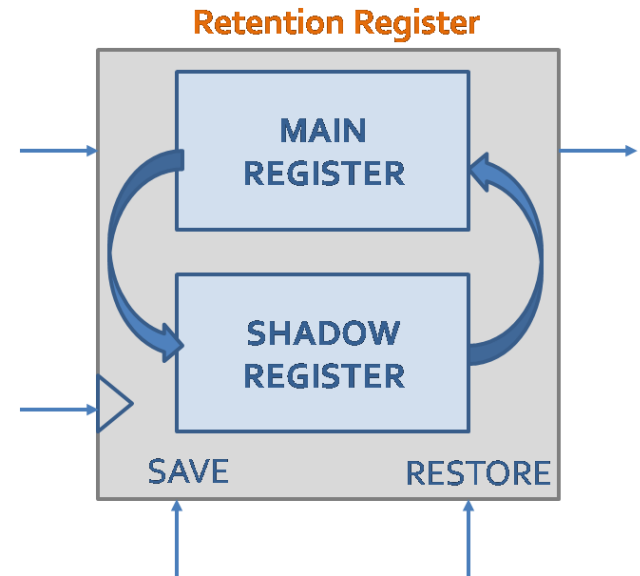 Retention Register
MAIN
REGISTER
SHADOW
REGISTER
SAVE
RESTORE